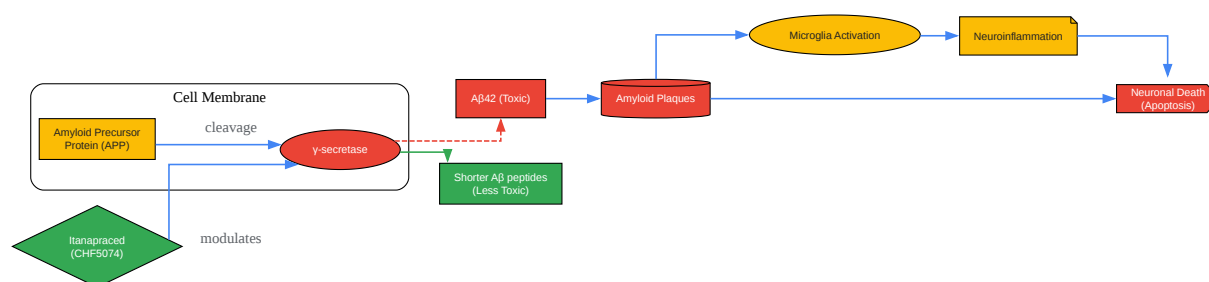 Microglia Activation
Neuroinflammation
Cell Membrane
Aβ42 (Toxic)
Amyloid Plaques
Neuronal Death
(Apoptosis)
Amyloid Precursor
Protein (APP)
cleavage
γ-secretase
Shorter Aβ peptides
(Less Toxic)
Itanapraced
(CHF5074)
modulates